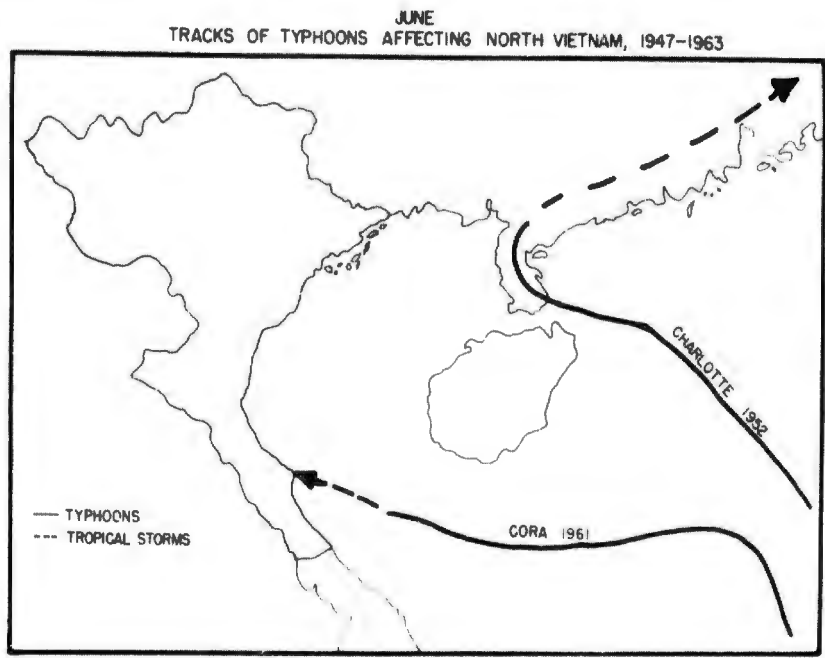 JUNE
TRACKS OF TYPHOONS AFFECTING NORTH VIETNAM, 1947-1963
CHARLOTTE 1952
TYPHOONS
TROPICAL STORMS
CORA 1961